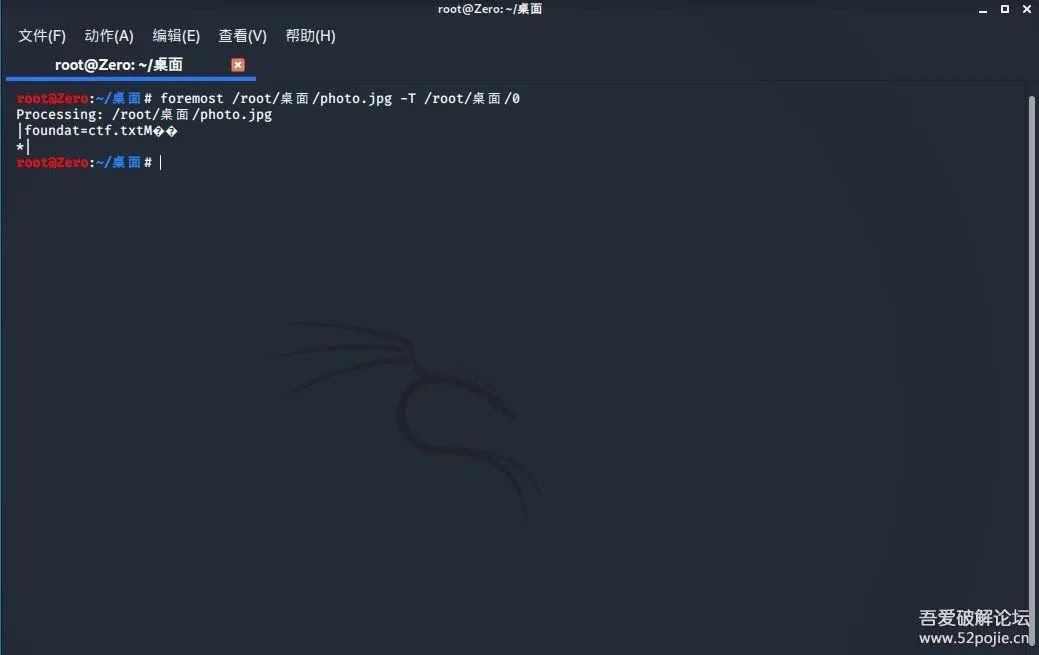 root@Zero: ~/桌面
文件(F) 动作(A) 编辑(E) 查看(V) 帮助(H)
root@Zero: ~/桌面
root@Zero:~/桌面# foremost /root/桌面/photo.jpg -T /root/桌面/0
Processing: /root/桌面/photo.jpg
|foundat=ctf.txtM��
*|
root@Zero:~/桌面#
吾爱破解论坛
www.52pojie.cn